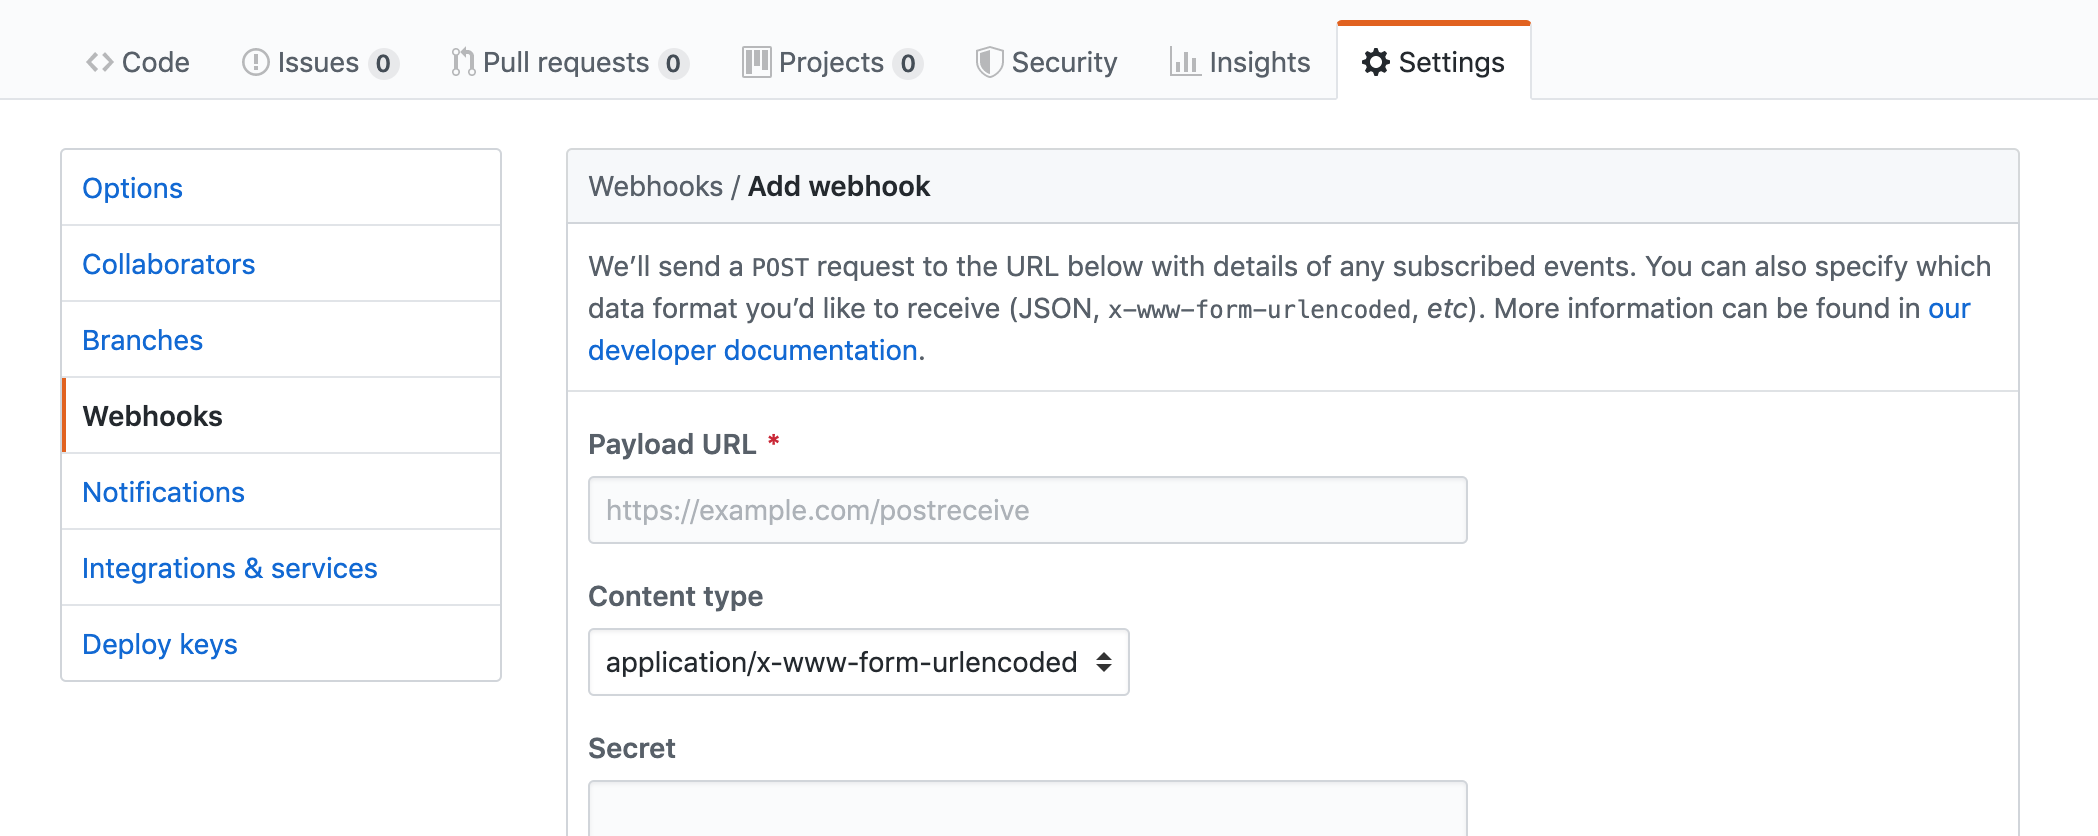 Code Issues 0 Pull requests 0 Projects 0 Security Insights Settings
Options
Collaborators
Branches
Webhooks
Notifications
Integrations & services
Deploy keys
Webhooks / Add webhook
We’ll send a POST request to the URL below with details of any subscribed events. You can also specify which
data format you’d like to receive (JSON, x-www-form-urlencoded, etc). More information can be found in our
developer documentation.
Payload URL *
https://example.com/postreceive
Content type
application/x-www-form-urlencoded
Secret